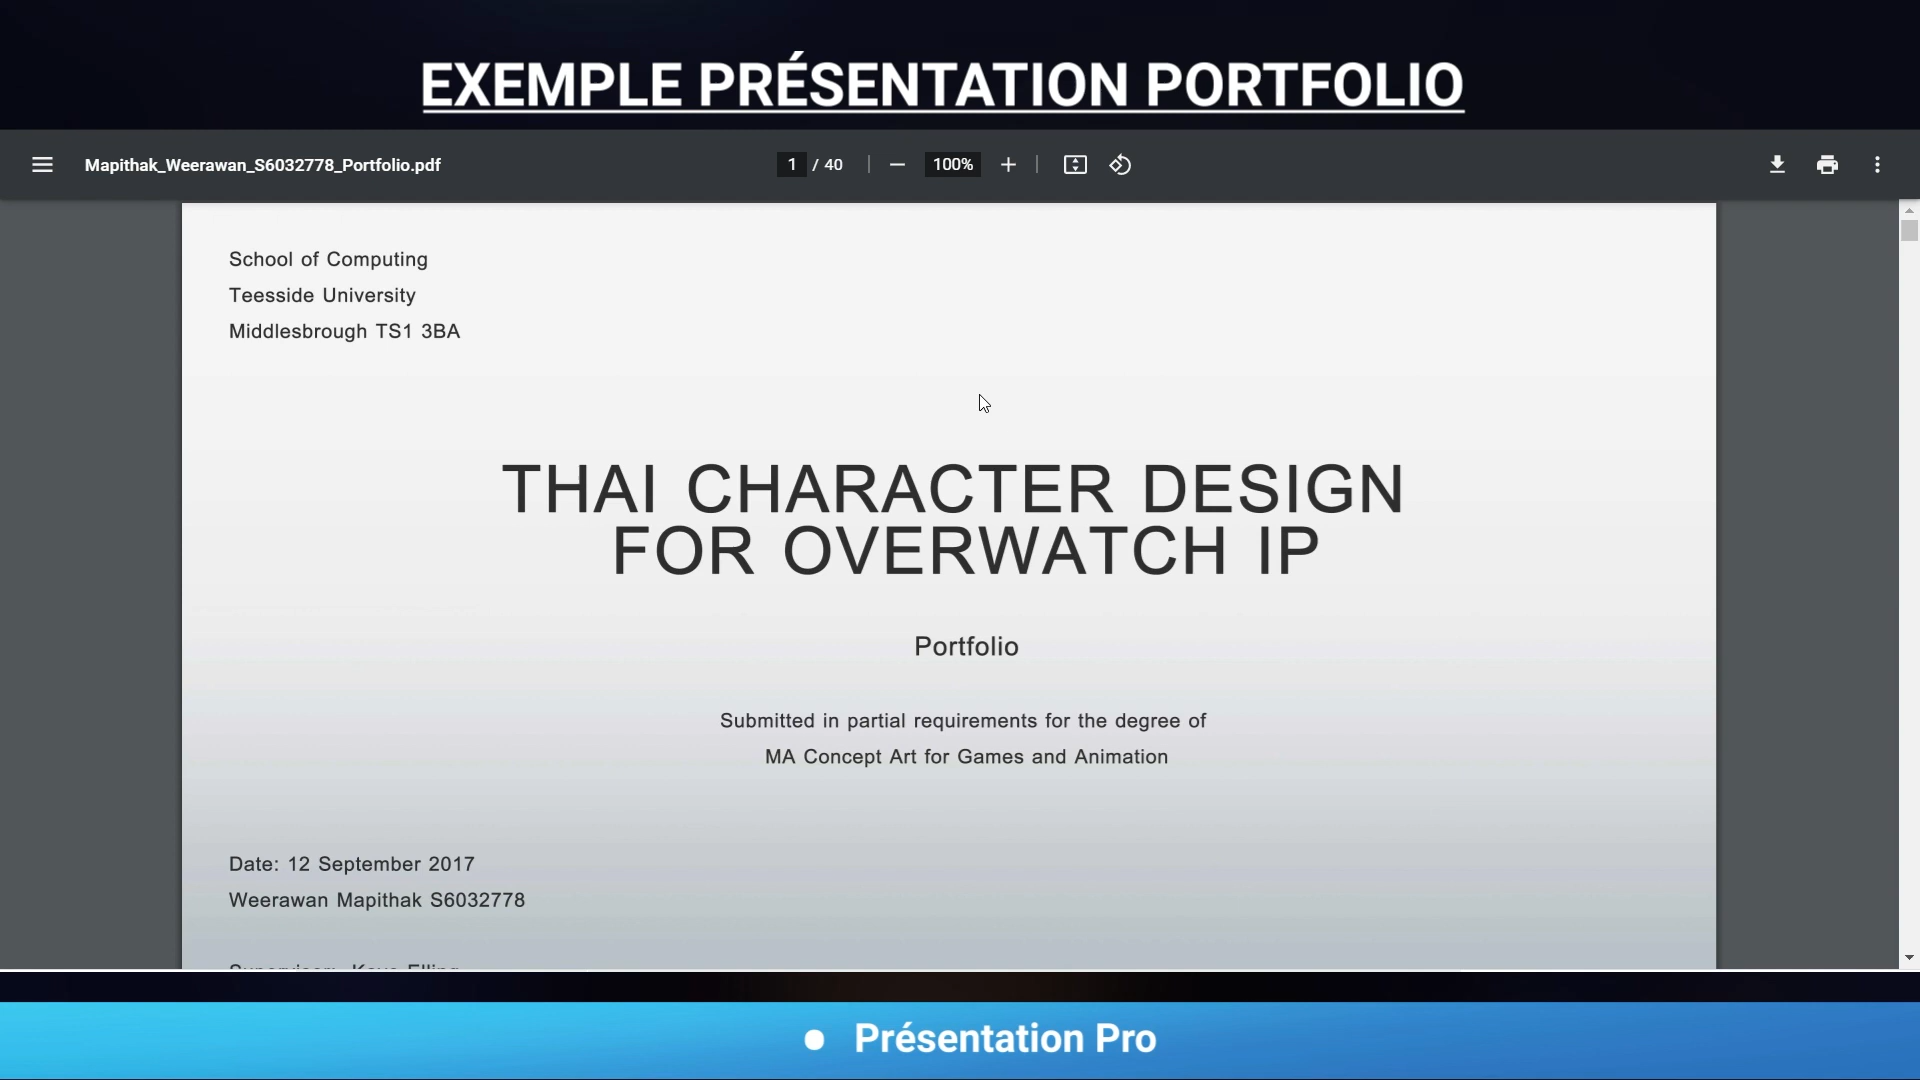 EXEMPLE PRÉSENTATION PORTFOLIO
Mapithak_Weerawan_S6032778_Portfolio.pdf
1 / 40
100%
School of Computing
Teesside University
Middlesbrough TS1 3BA
THAI CHARACTER DESIGN
FOR OVERWATCH IP
Portfolio
Submitted in partial requirements for the degree of
MA Concept Art for Games and Animation
Date: 12 September 2017
Weerawan Mapithak S6032778
• Présentation Pro